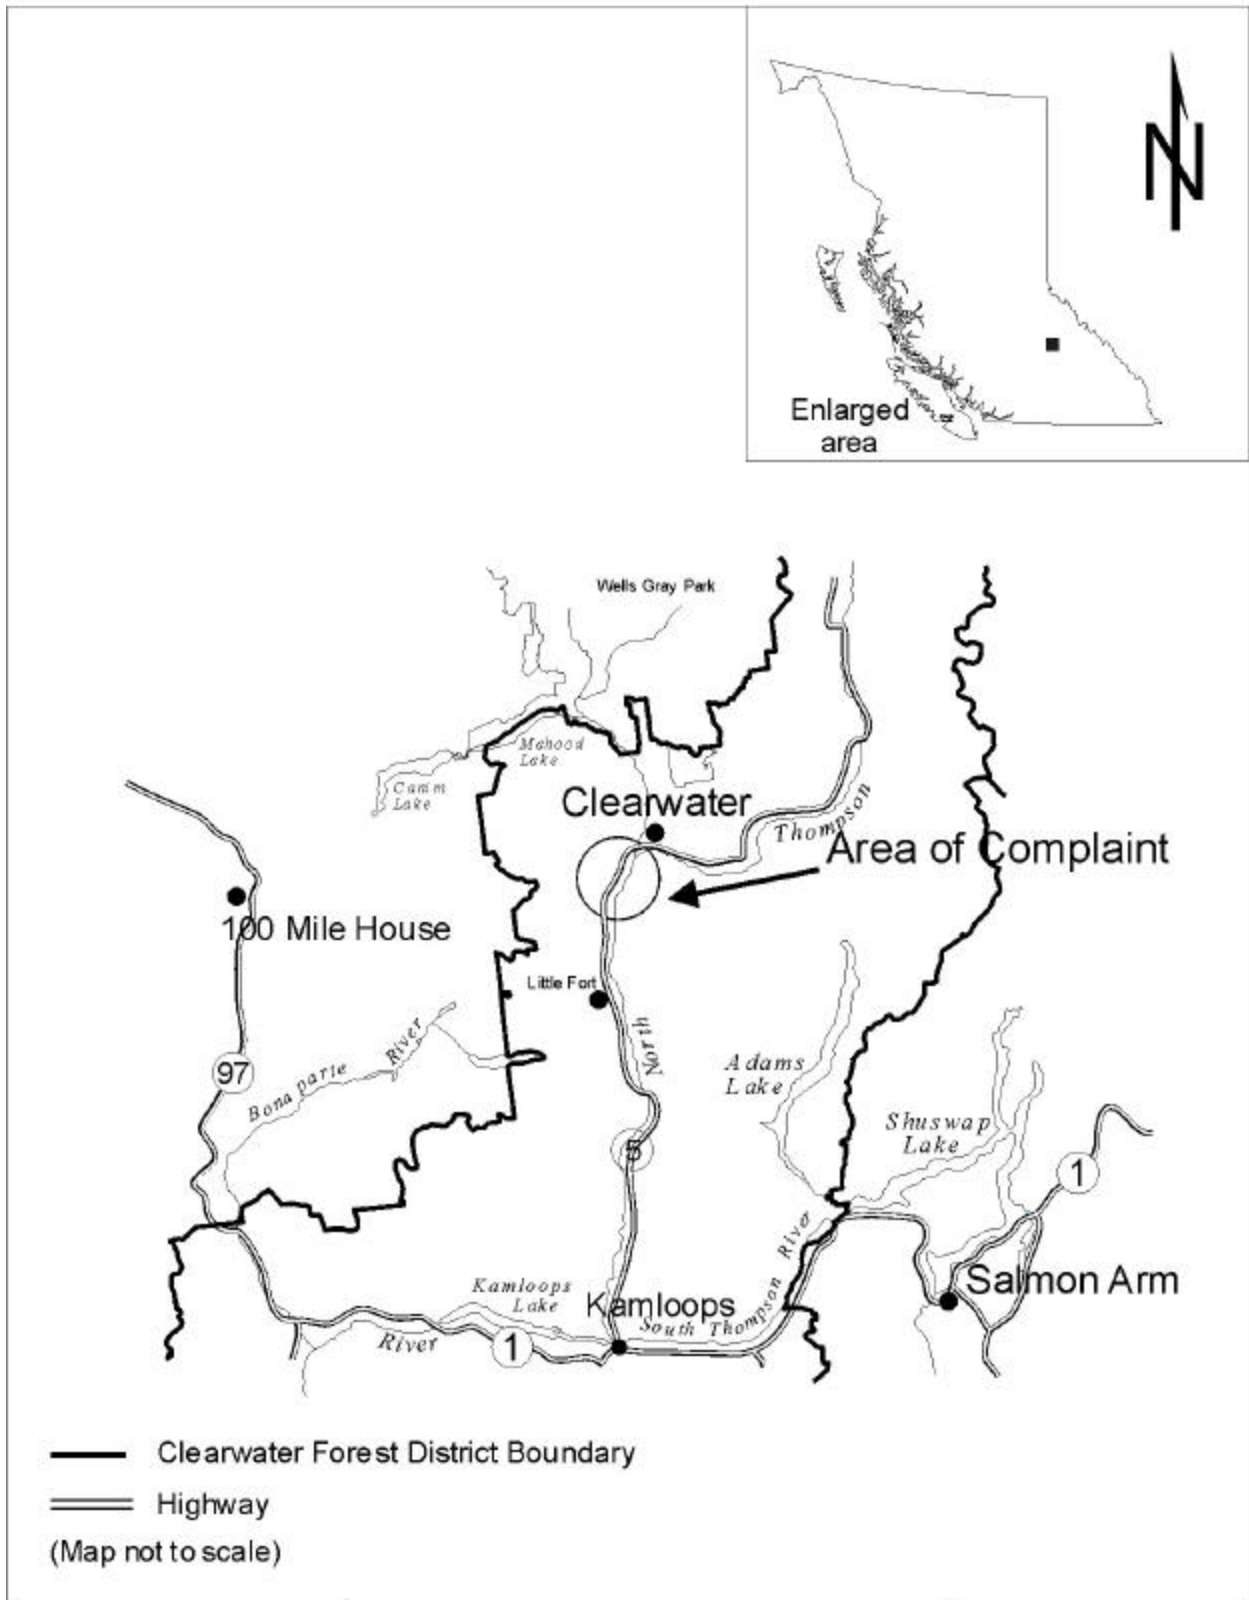 N
Enlarged
area
Wells Gray Park
Mahood
Lake
Camm
Lake
Clearwater
Thompson
Area of Complaint
100 Mile House
Little Fort
North
River
Bonaparte
97
Adams
Lake
Shuswap
Lake
5
1
River
Salmon Arm
Kamloops
Lake
Kamloops
South Thompson
River
1
Clearwater Forest District Boundary
Highway
(Map not to scale)